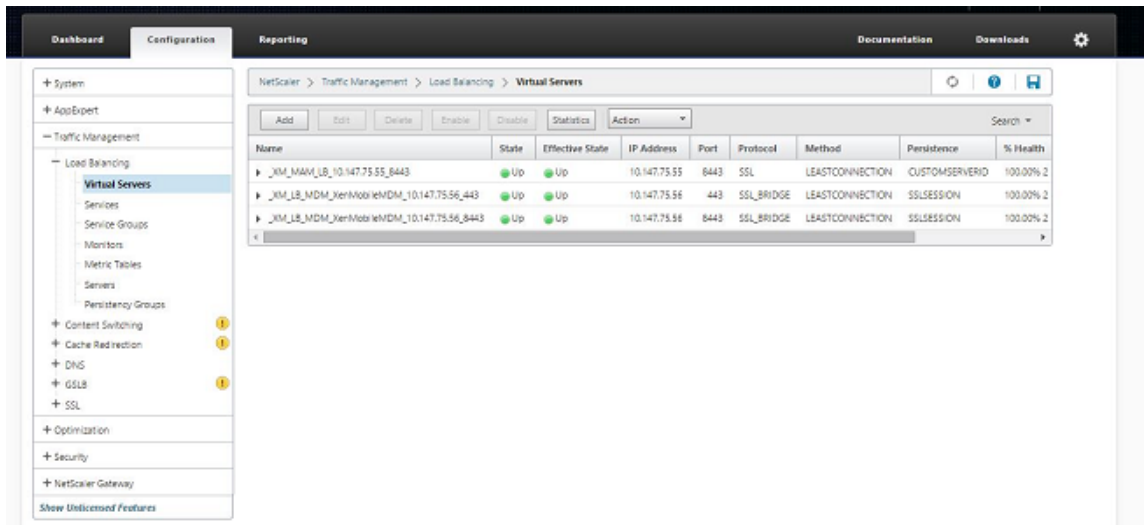 Dashboard Configuration Reporting Documentation Downloads
+ System
+ AppExpert
− Traffic Management
− Load Balancing
Virtual Servers
Services
Service Groups
Monitors
Metric Tables
Servers
Persistency Groups
+ Content Switching
+ Cache Redirection
+ DNS
+ GSLB
+ SSL
+ Optimization
+ Security
+ NetScaler Gateway
Show Unlicensed Features
NetScaler > Traffic Management > Load Balancing > Virtual Servers
Add Edit Delete Enable Disable Statistics Action Search
Name State Effective State IP Address Port Protocol Method Persistence % Health
_XM_MAM_LB_10.147.75.55_8443 Up Up 10.147.75.55 8443 SSL LEASTCONNECTION CUSTOMSERVERID 100.00% 2
_XM_LB_MDM_XenMobileMDM_10.147.75.56_443 Up Up 10.147.75.56 443 SSL_BRIDGE LEASTCONNECTION SSLSESSION 100.00% 2
_XM_LB_MDM_XenMobileMDM_10.147.75.56_8443 Up Up 10.147.75.56 8443 SSL_BRIDGE LEASTCONNECTION SSLSESSION 100.00% 2